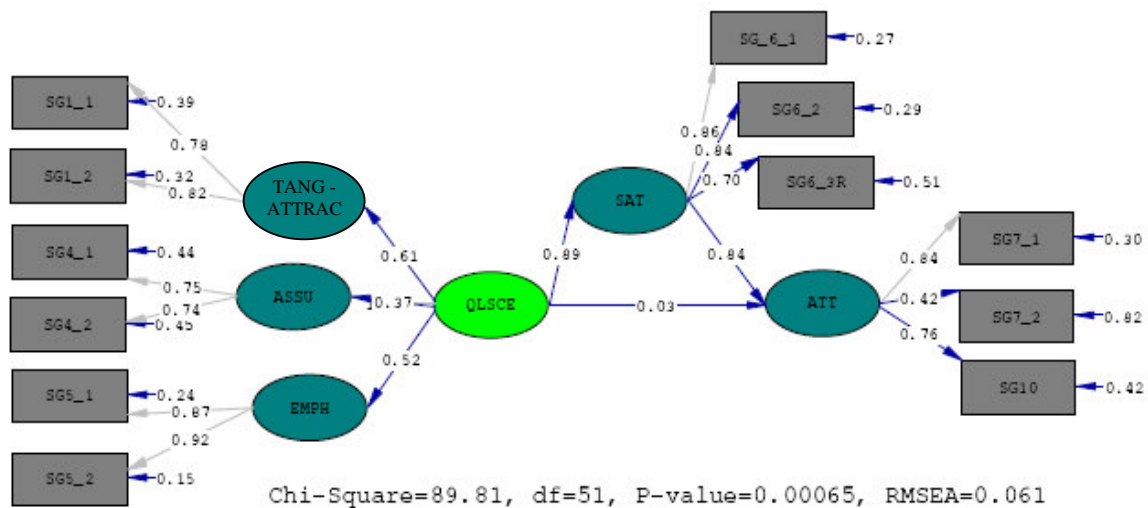 SG_6_1
0.27
SG1_1
0.39
SG6_2
0.29
0.78
0.86
0.84
SG1_2
0.32
0.82
TANG -
ATTRAC
SAT
0.70
SG6_3R
0.51
SG4_1
0.44
0.61
0.89
0.84
0.84
SG7_1
0.30
0.75
ASSU
0.37
QLSCE
0.03
ATT
0.42
SG7_2
0.82
0.74
SG4_2
0.45
0.76
0.52
SG5_1
0.24
0.87
EMPH
SG10
0.42
0.92
SG5_2
0.15
Chi-Square=89.81, df=51, P-value=0.00065, RMSEA=0.061